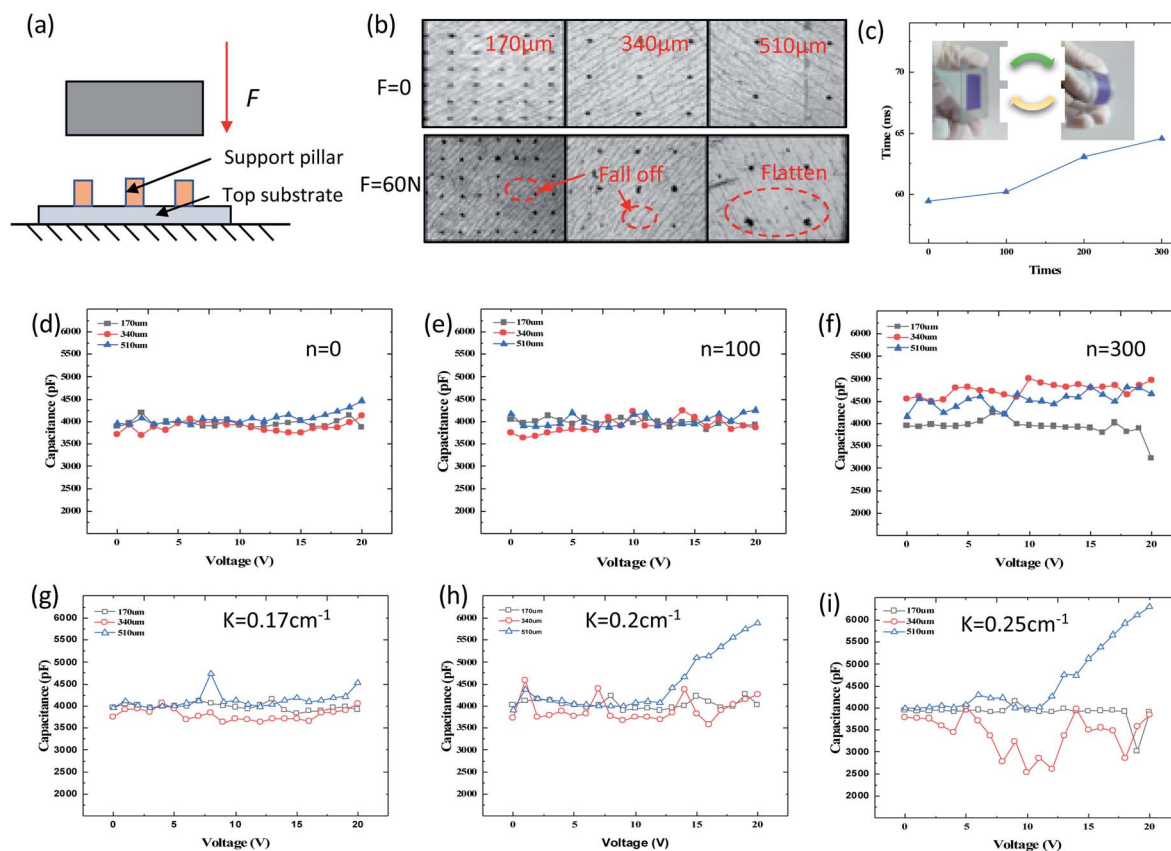 (a)
F
Support pillar
Top substrate
(b)
170μm
340μm
510μm
F=0
F=60N
Fall off
Flatten
(c)
Time (ms)
70
65
60
0
100
200
300
Times
(d)
170um
340um
510um
n=0
Capacitance (pF)
6000
5500
5000
4500
4000
3500
3000
2500
2000
0
5
10
15
20
Voltage (V)
(e)
170um
340um
510um
n=100
Capacitance (pF)
6000
5500
5000
4500
4000
3500
3000
2500
2000
0
5
10
15
20
Voltage (V)
(f)
170um
340um
510um
n=300
Capacitance (pF)
6000
5500
5000
4500
4000
3500
3000
2500
2000
0
5
10
15
20
Voltage (V)
(g)
170um
340um
510um
K=0.17cm⁻¹
Capacitance (pF)
6000
5500
5000
4500
4000
3500
3000
2500
2000
0
5
10
15
20
Voltage (V)
(h)
170um
340um
510um
K=0.2cm⁻¹
Capacitance (pF)
6000
5500
5000
4500
4000
3500
3000
2500
2000
0
5
10
15
20
Voltage (V)
(i)
170um
340um
510um
K=0.25cm⁻¹
Capacitance (pF)
6000
5500
5000
4500
4000
3500
3000
2500
2000
0
5
10
15
20
Voltage (V)